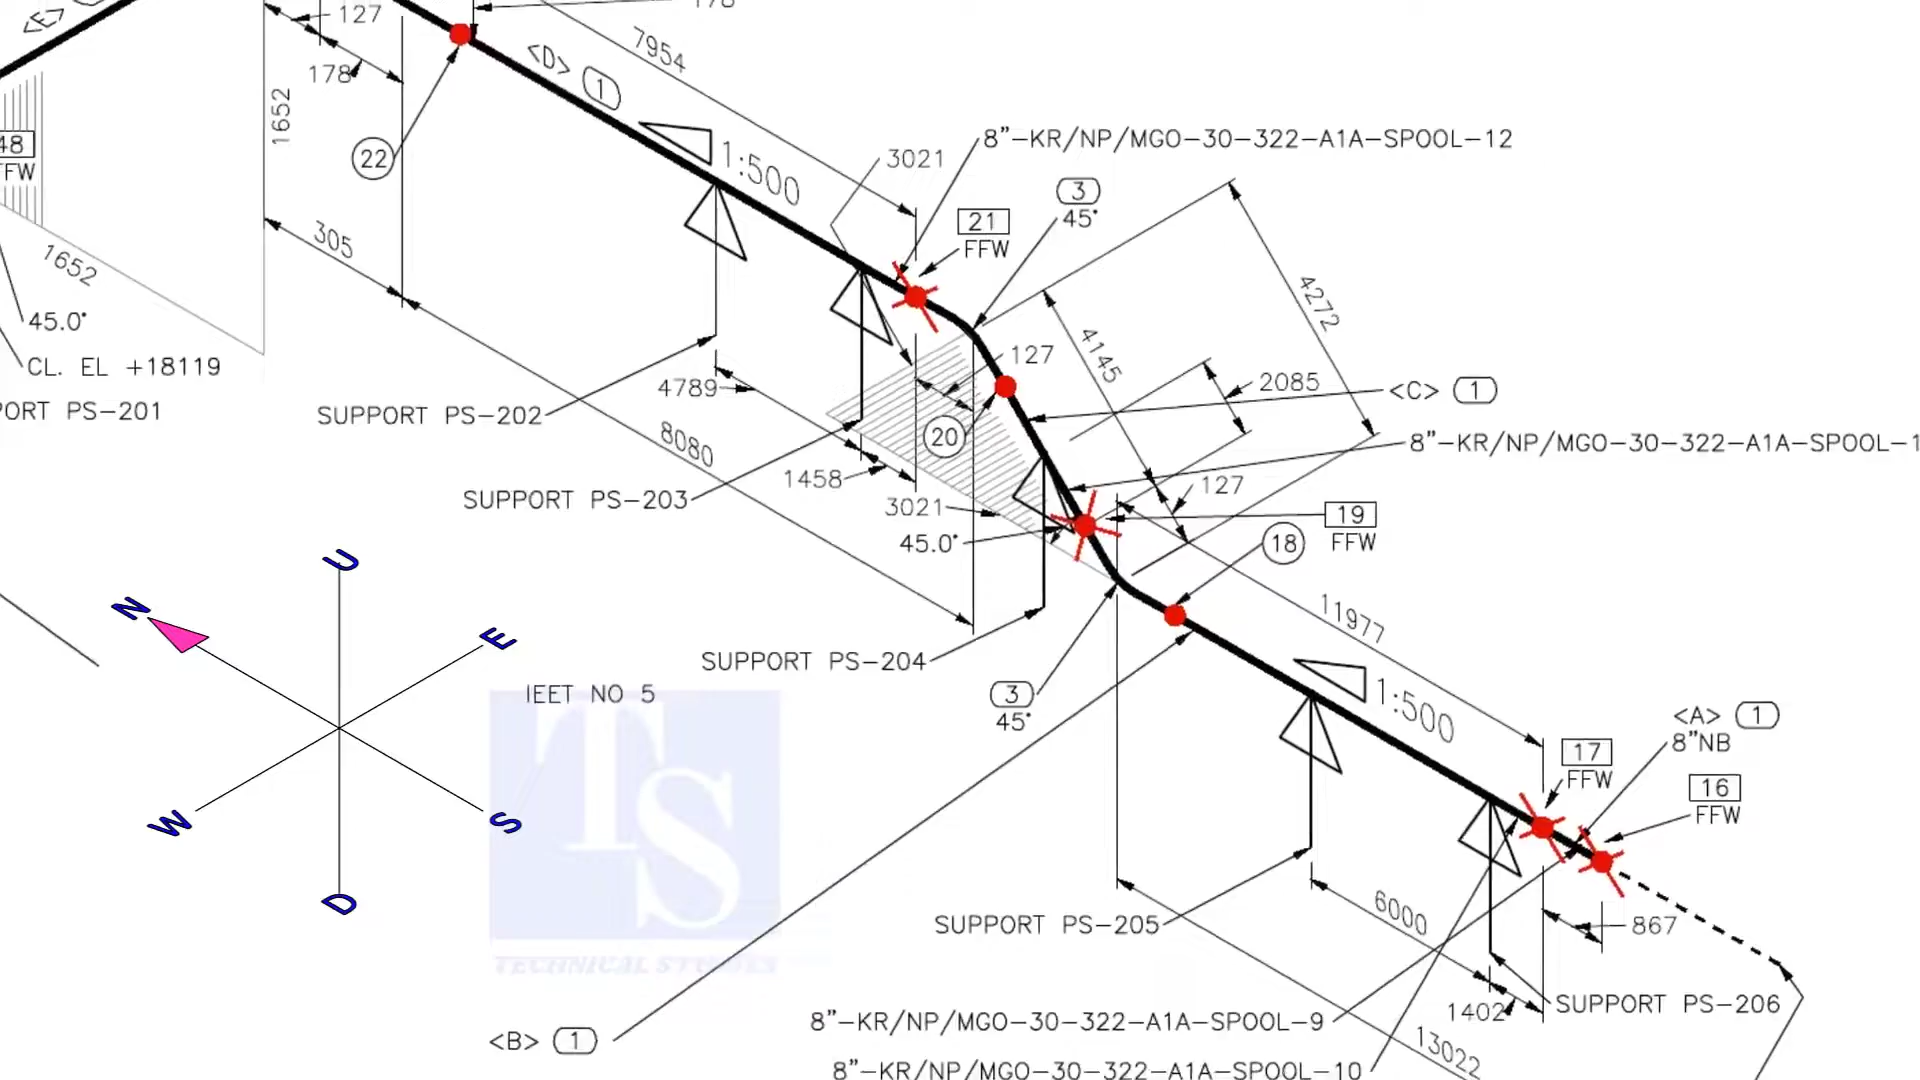 <E>
127
178
7954
<D> 1
178
1652
48
FFW
22
1:500
3021
8"-KR/NP/MGO-30-322-A1A-SPOOL-12
3
45°
21
FFW
1652
305
4272
45.0°
CL. EL +18119
PORT PS-201
127
4145
2085
<C> 1
4789
SUPPORT PS-202
8080
20
8"-KR/NP/MGO-30-322-A1A-SPOOL-1
1458
SUPPORT PS-203
3021
127
45.0°
19
FFW
18
U
N
E
W
S
D
IEET NO 5
SUPPORT PS-204
3
45°
11977
1:500
<A> 1
8"NB
17
FFW
16
FFW
TS
TECHNICAL STUDIES
SUPPORT PS-205
6000
867
1402
SUPPORT PS-206
8"-KR/NP/MGO-30-322-A1A-SPOOL-9
<B> 1
13022
8"-KR/NP/MGO-30-322-A1A-SPOOL-10